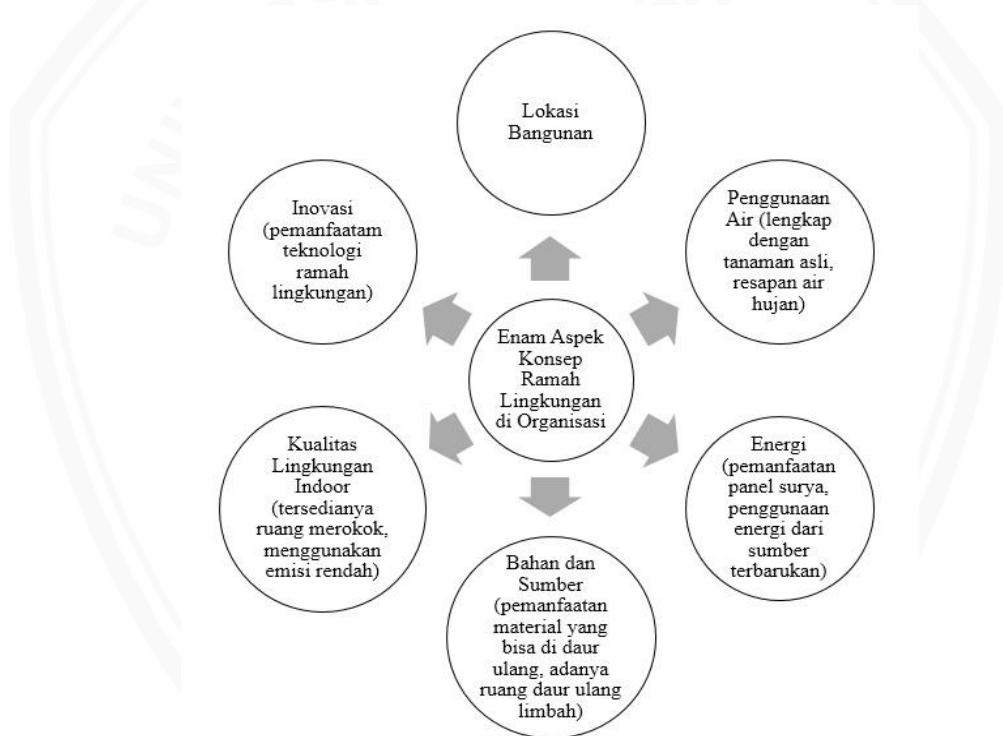 Lokasi
Bangunan
Penggunaan
Air (lengkap
dengan
tanaman asli,
resapan air
hujan)
Energi
(pemanfaatan
panel surya,
penggunaan
energi dari
sumber
terbarukan)
Bahan dan
Sumber
(pemanfaatan
material yang
bisa di daur
ulang, adanya
ruang daur ulang
limbah)
Kualitas
Lingkungan
Indoor
(tersedianya
ruang merokok,
menggunakan
emisi rendah)
Inovasi
(pemanfaatam
teknologi
ramah
lingkungan)
Enam Aspek
Konsep
Ramah
Lingkungan
di Organisasi